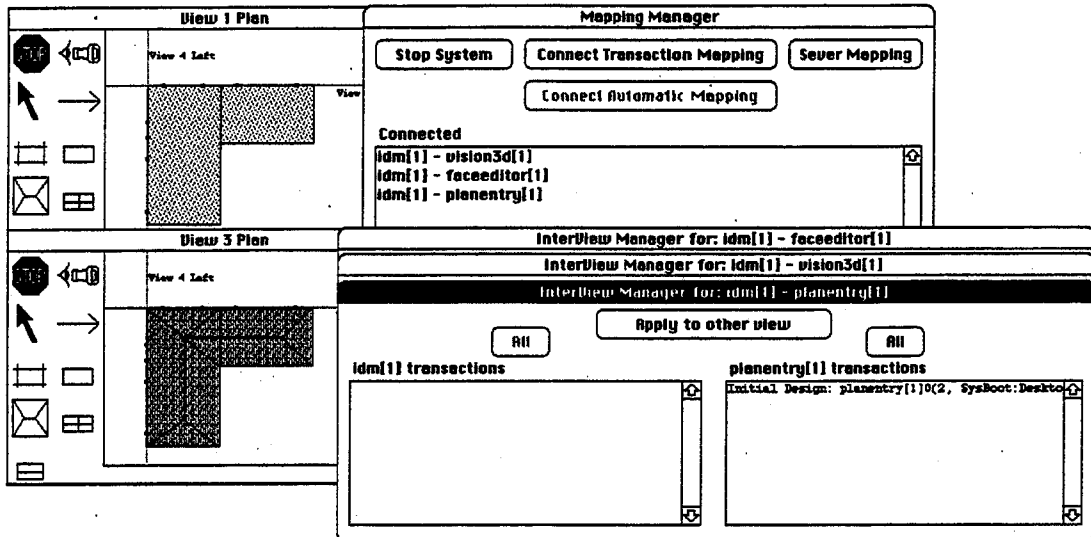 View 1 Plan
STOP
View 4 Left
View
Mapping Manager
Stop System
Connect Transaction Mapping
Sever Mapping
Connect Automatic Mapping
Connected
idm[1] - vision3d[1]
idm[1] - faceeditor[1]
idm[1] - planentry[1]
View 3 Plan
STOP
View 4 Left
InterView Manager for: idm[1] - faceeditor[1]
InterView Manager for: idm[1] - vision3d[1]
InterView Manager for: idm[1] - planentry[1]
Apply to other view
All
All
idm[1] transactions
planentry[1] transactions
Initial Design: planentry[1]0(2, SysBoot:Deskto